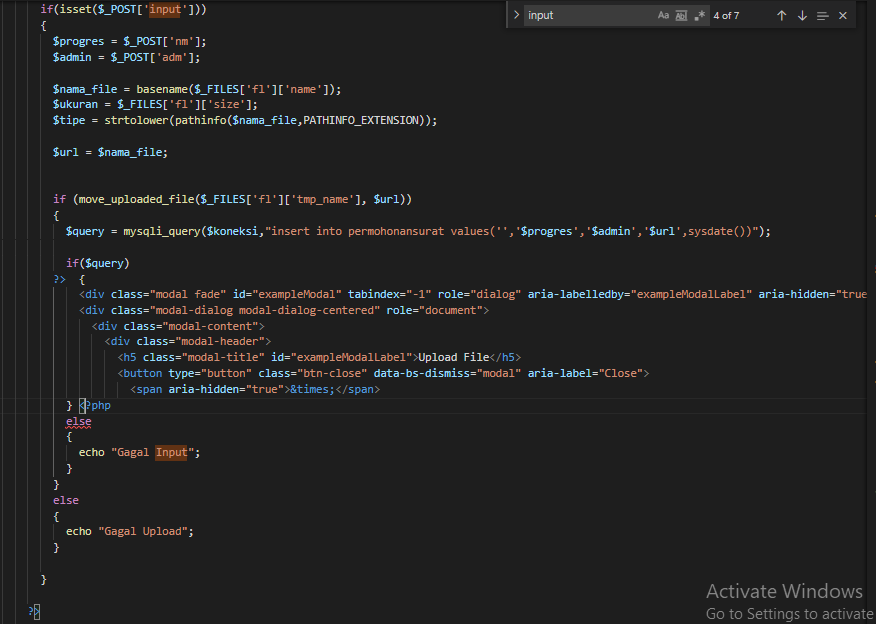 if(isset($_POST['input']))
{
$progres = $_POST['nm'];
$admin = $_POST['adm'];
$nama_file = basename($_FILES['fl']['name']);
$ukuran = $_FILES['fl']['size'];
$tipe = strtolower(pathinfo($nama_file,PATHINFO_EXTENSION));
$url = $nama_file;
if (move_uploaded_file($_FILES['fl']['tmp_name'], $url))
{
$query = mysqli_query($koneksi,"insert into permohonansurat values('','$progres','$admin','$url',sysdate())");
if($query)
?> {
<div class="modal fade" id="exampleModal" tabindex="-1" role="dialog" aria-labelledby="exampleModalLabel" aria-hidden="true
<div class="modal-dialog modal-dialog-centered" role="document">
<div class="modal-content">
<div class="modal-header">
<h5 class="modal-title" id="exampleModalLabel">Upload File</h5>
<button type="button" class="btn-close" data-bs-dismiss="modal" aria-label="Close">
<span aria-hidden="true">&times;</span>
} <?php
else
{
echo "Gagal Input";
}
}
else
{
echo "Gagal Upload";
}
}
?>
> input Aa ab .* 4 of 7
Activate Windows
Go to Settings to activate